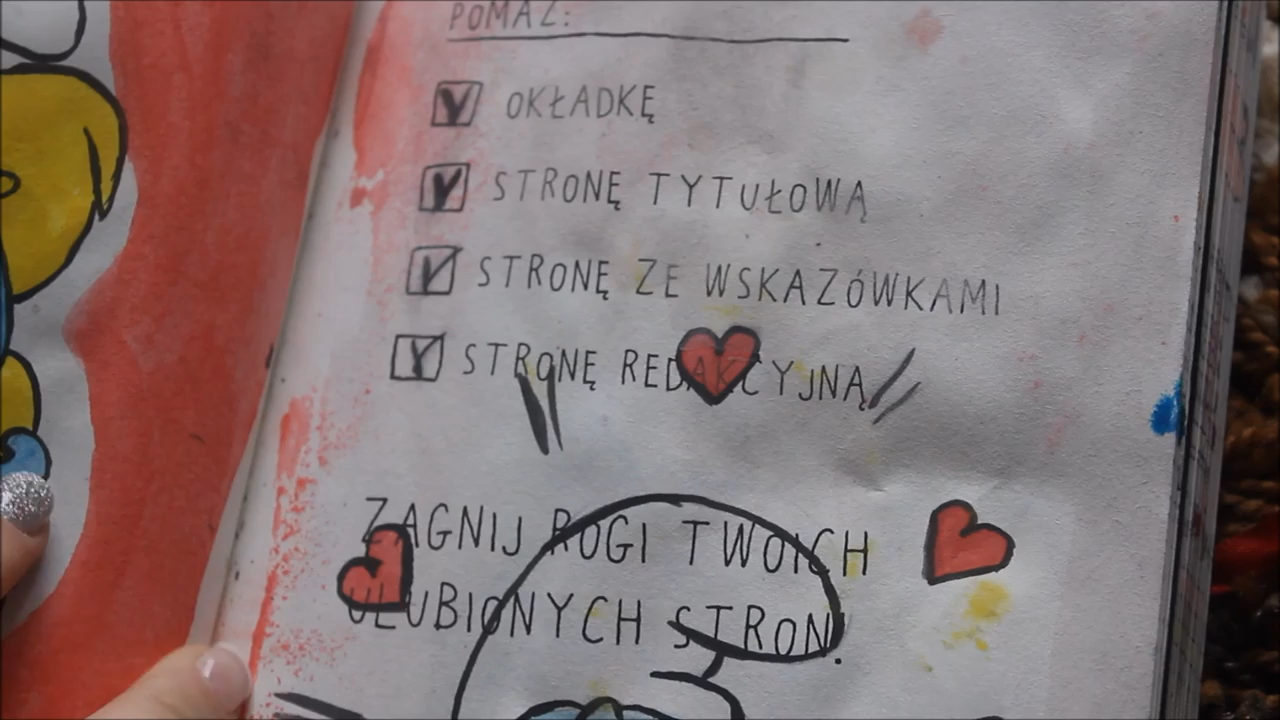 POMAŻ:
OKŁADKĘ
STRONĘ TYTUŁOWĄ
STRONĘ ZE WSKAZÓWKAMI
STRONĘ REDAKCYJNĄ
ZAGNIJ ROGI TWOICH
ULUBIONYCH STRON.